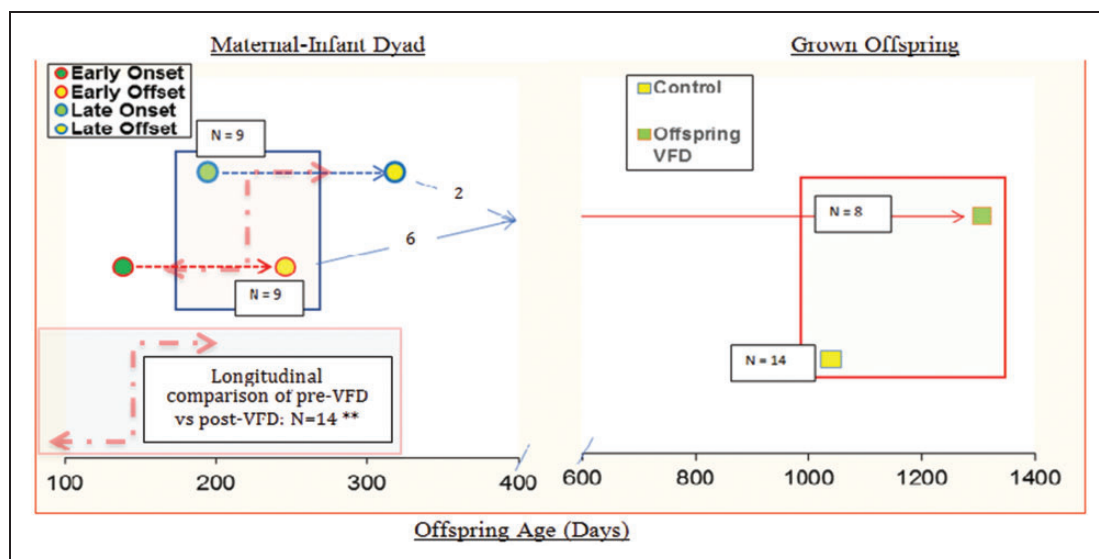 Maternal-Infant Dyad
Grown Offspring
Early Onset
Early Offset
Late Onset
Late Offset
N = 9
2
6
N = 9
Longitudinal
comparison of pre-VFD
vs post-VFD: N=14 **
Control
Offspring
VFD
N = 8
N = 14
100 200 300 400 600 800 1000 1200 1400
Offspring Age (Days)